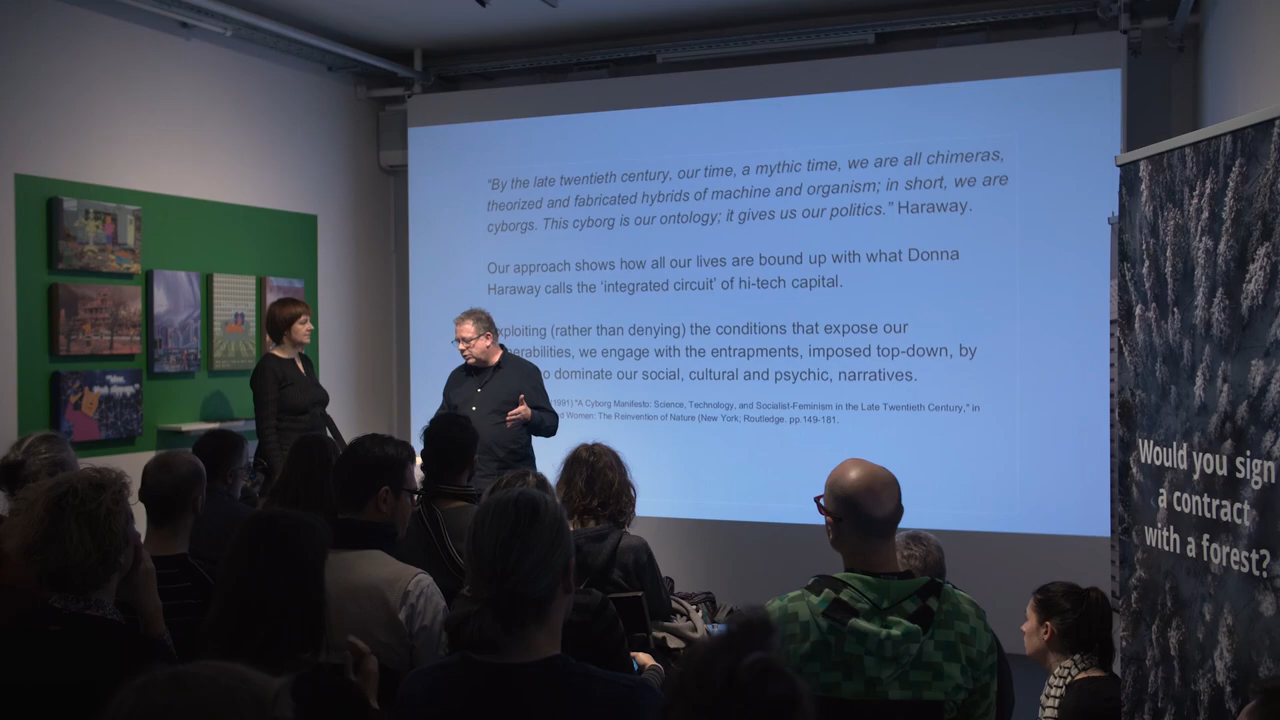 "By the late twentieth century, our time, a mythic time, we are all chimeras,
theorized and fabricated hybrids of machine and organism; in short, we are
cyborgs. This cyborg is our ontology; it gives us our politics." Haraway.
Our approach shows how all our lives are bound up with what Donna
Haraway calls the 'integrated circuit' of hi-tech capital.
xploiting (rather than denying) the conditions that expose our
nerabilities, we engage with the entrapments, imposed top-down, by
o dominate our social, cultural and psychic, narratives.
(1991) "A Cyborg Manifesto: Science, Technology, and Socialist-Feminism in the Late Twentieth Century," in
d Women: The Reinvention of Nature (New York; Routledge. pp.149-181.
Would you sign
a contract
with a forest?